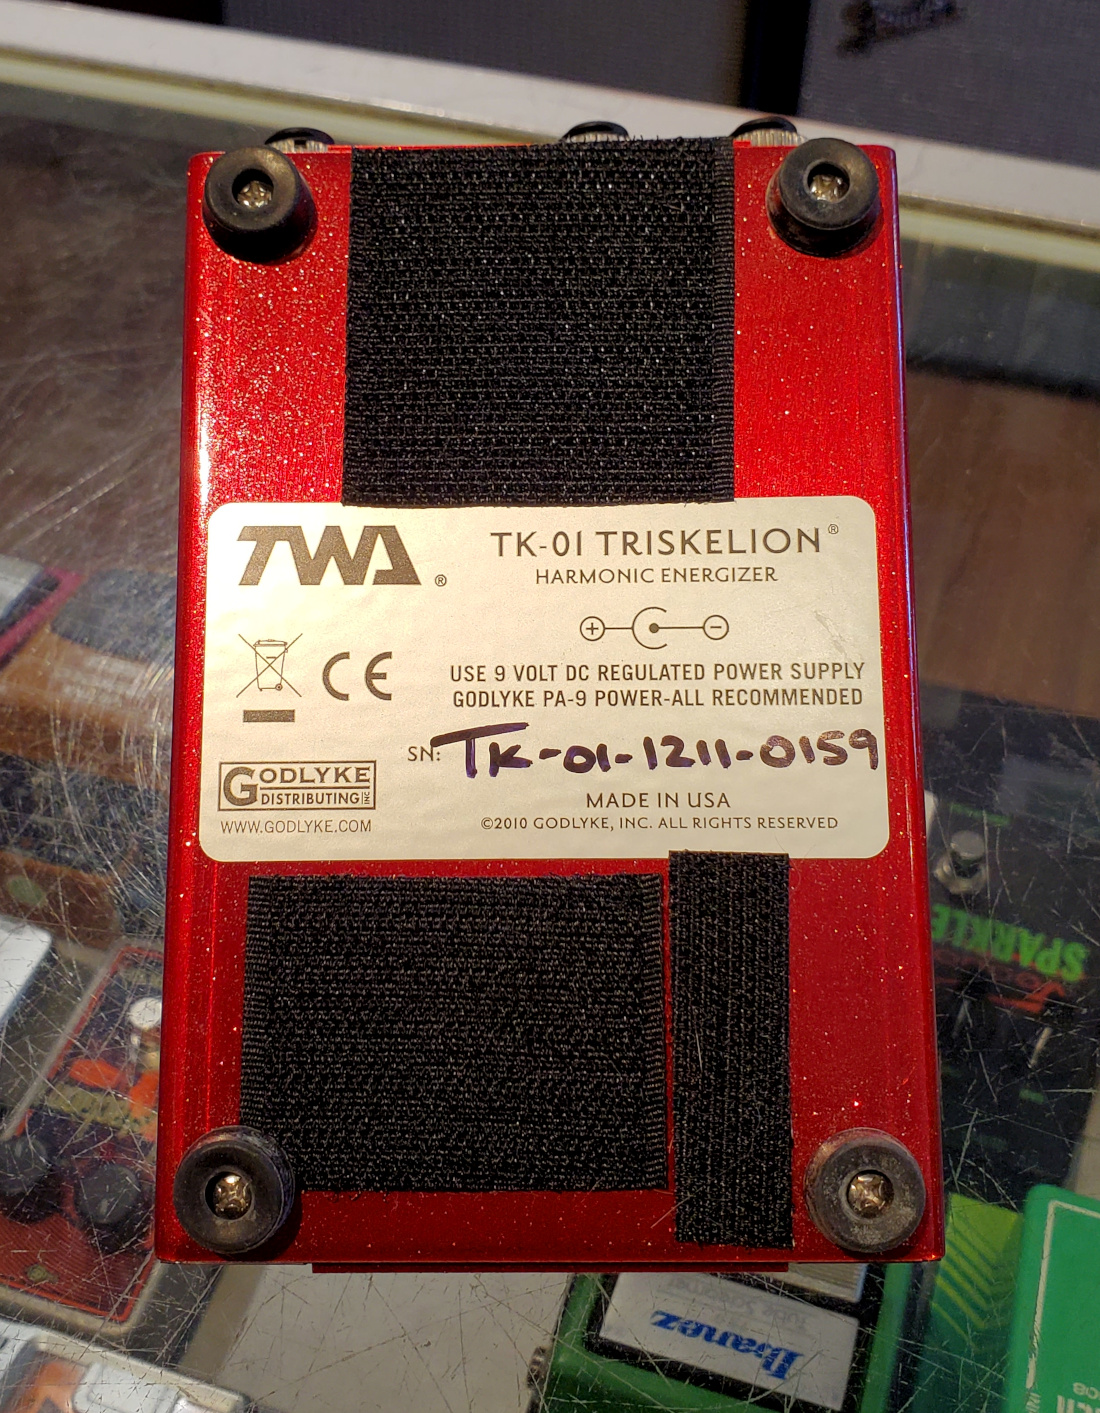 TWA®
TK-01 TRISKELION®
HARMONIC ENERGIZER
CE
USE 9 VOLT DC REGULATED POWER SUPPLY
GODLYKE PA-9 POWER-ALL RECOMMENDED
SN: TK-01-1211-0159
GODLYKE
DISTRIBUTING INC
WWW.GODLYKE.COM
MADE IN USA
©2010 GODLYKE, INC. ALL RIGHTS RESERVED
SPARKLE
Ibanez